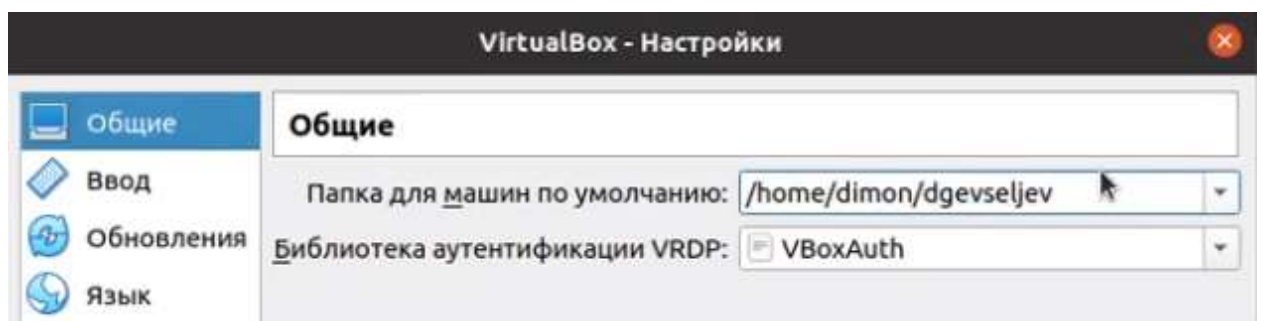 VirtualBox - Настройки
Общие
Общие
Ввод
Папка для машин по умолчанию: /home/dimon/dgevseljev
Обновления
Библиотека аутентификации VRDP: VBoxAuth
Язык